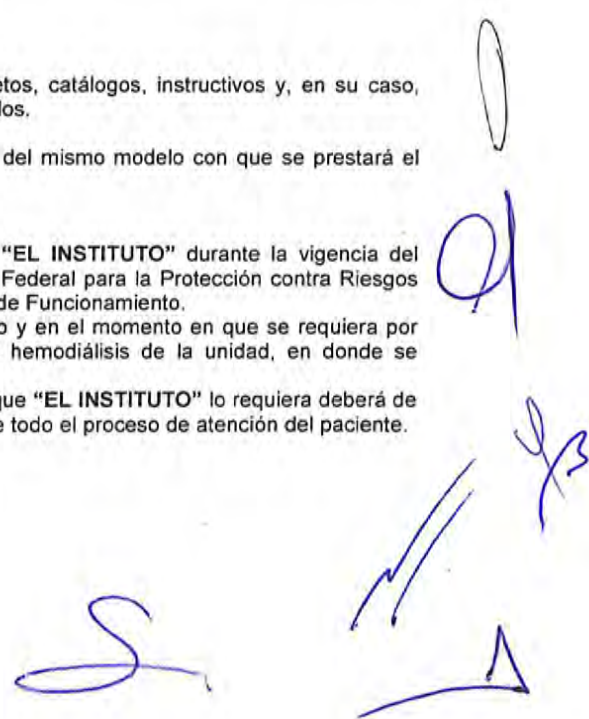 etos, catálogos, instructivos y, en su caso,
los.
del mismo modelo con que se prestará el
"EL INSTITUTO" durante la vigencia del
Federal para la Protección contra Riesgos
de Funcionamiento.
o y en el momento en que se requiera por
hemodiálisis de la unidad, en donde se
que "EL INSTITUTO" lo requiera deberá de
e todo el proceso de atención del paciente.